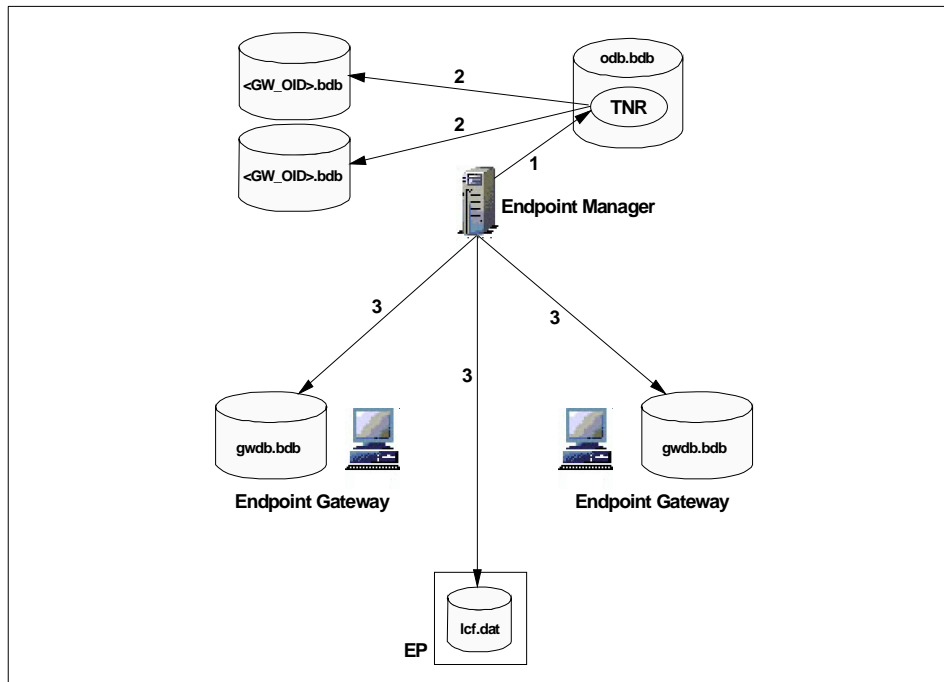 odb.bdb
<GW_OID>.bdb
2
TNR
2
<GW_OID>.bdb
1
Endpoint Manager
3
3
3
gwdb.bdb
gwdb.bdb
Endpoint Gateway
Endpoint Gateway
lcf.dat
EP